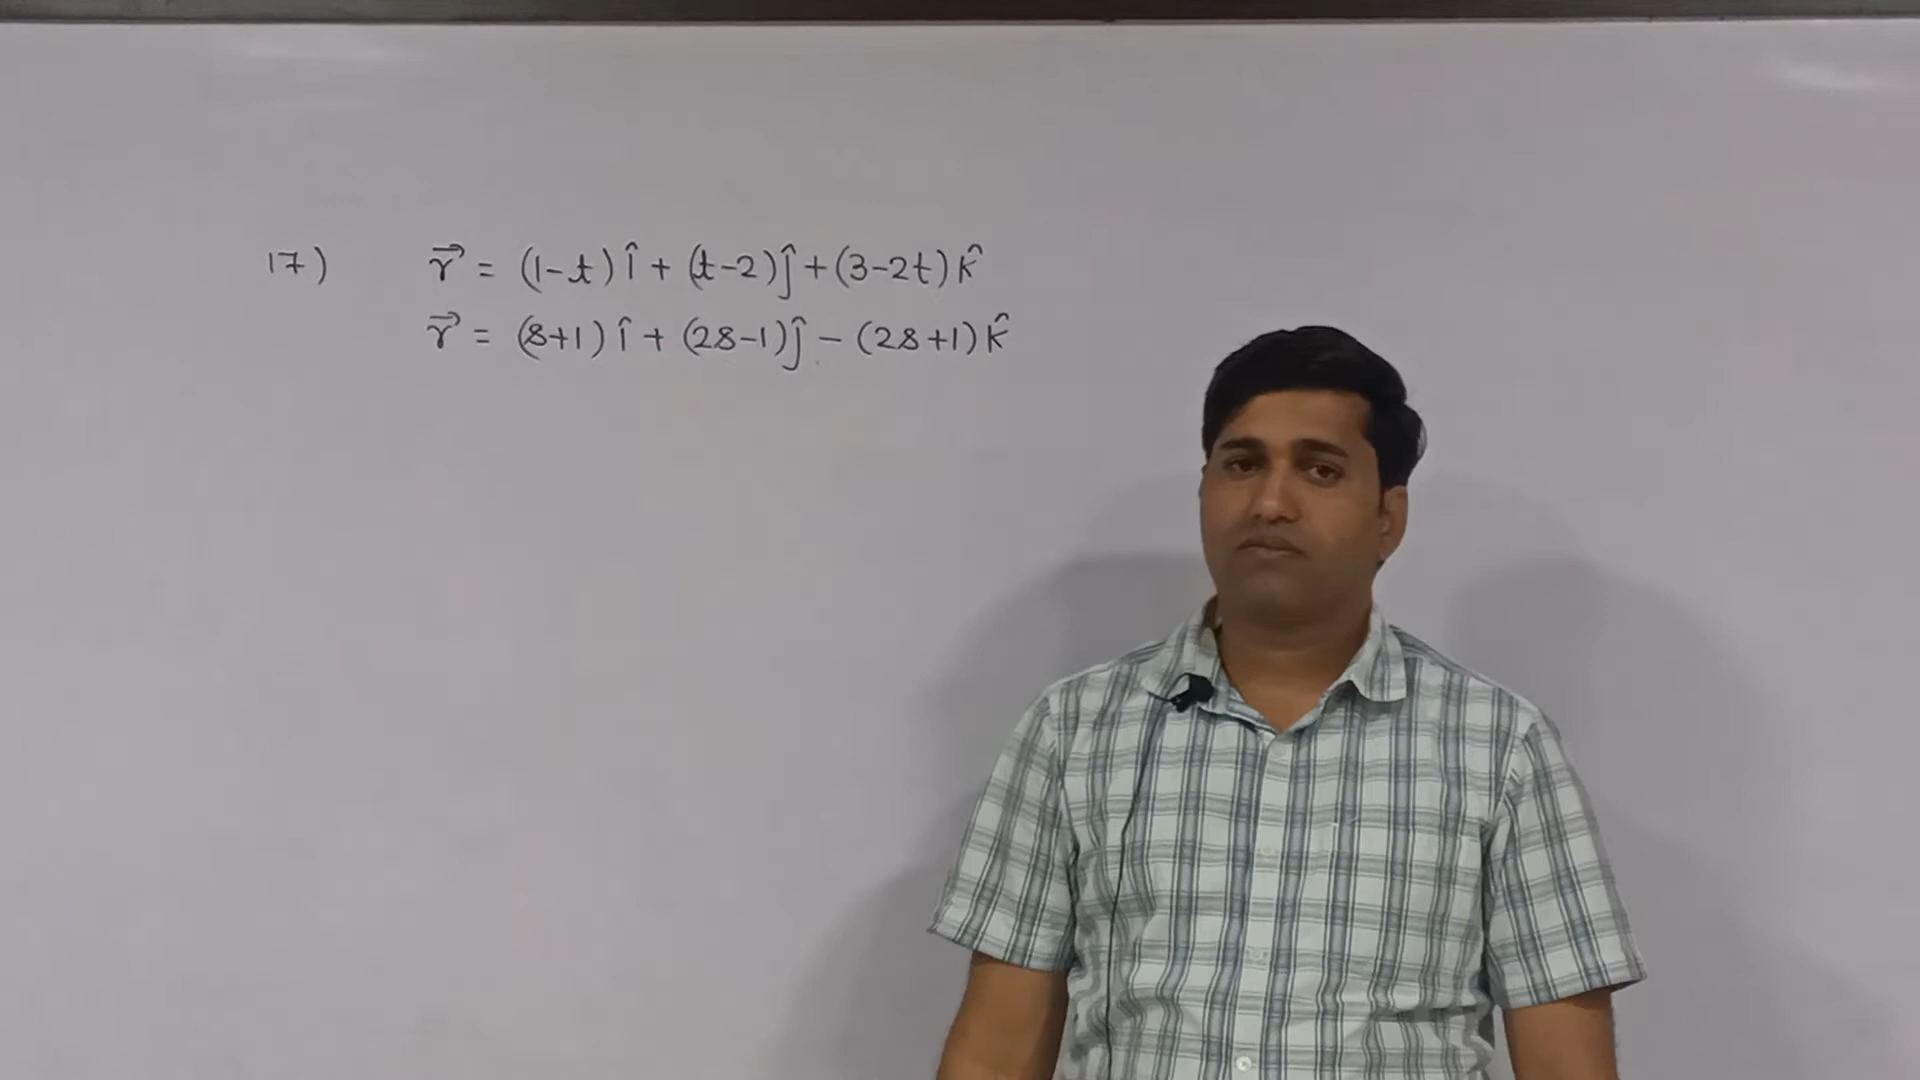 17) r⃗ = (1-t) î + (t-2) ĵ + (3-2t) k̂
r⃗ = (s+1) î + (2s-1) ĵ - (2s+1) k̂